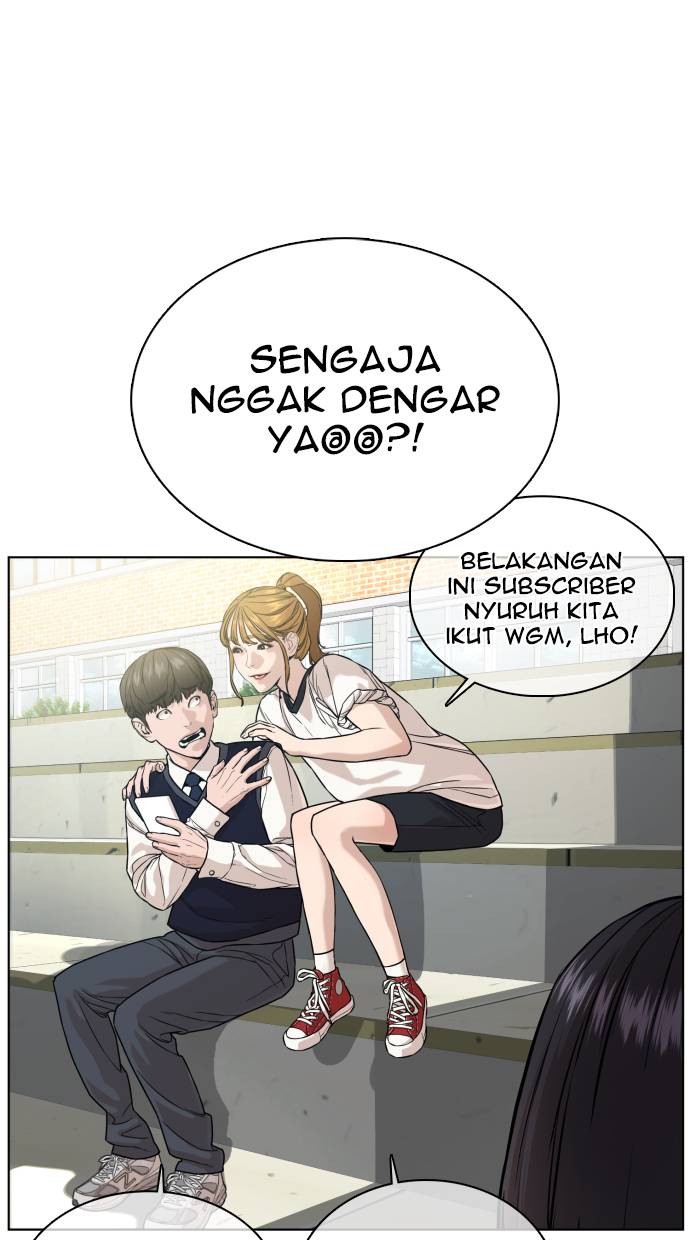 SENGAJA
NGGAK DENGAR
YA@@?!
BELAKANGAN
INI SUBSCRIBER
NYURUH KITA
IKUT WGM, LHO!